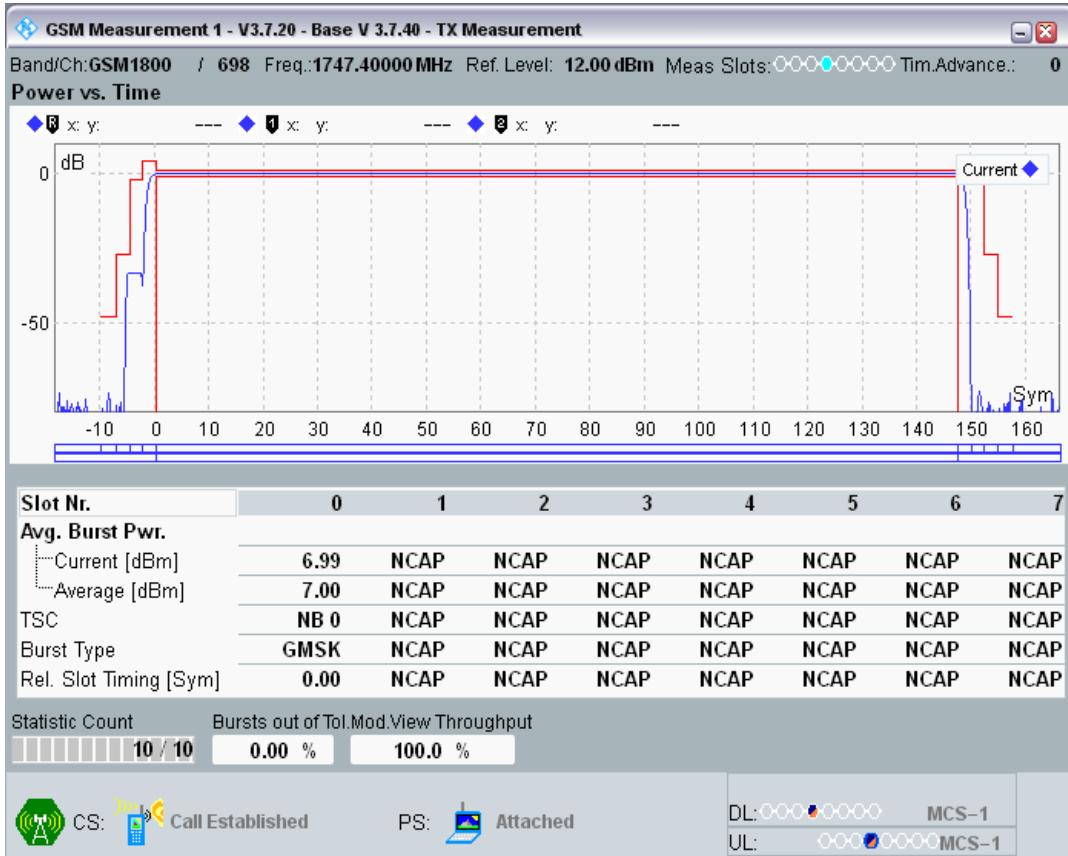 GSM Measurement 1 - V3.7.20 - Base V 3.7.40 - TX Measurement
Band/Ch:GSM1800 / 698 Freq.:1747.40000 MHz Ref. Level: 12.00 dBm Meas Slots: Tim.Advance.: 0
Power vs. Time
R x: y: --- 1 x: y: --- 2 x: y: ---
dB
0
Current
-50
Sym
-10 0 10 20 30 40 50 60 70 80 90 100 110 120 130 140 150 160
Slot Nr. 0 1 2 3 4 5 6 7
Avg. Burst Pwr.
Current [dBm] 6.99 NCAP NCAP NCAP NCAP NCAP NCAP NCAP
Average [dBm] 7.00 NCAP NCAP NCAP NCAP NCAP NCAP NCAP
TSC NB 0 NCAP NCAP NCAP NCAP NCAP NCAP NCAP
Burst Type GMSK NCAP NCAP NCAP NCAP NCAP NCAP NCAP
Rel. Slot Timing [Sym] 0.00 NCAP NCAP NCAP NCAP NCAP NCAP NCAP
Statistic Count Bursts out of Tol.Mod.View Throughput
10 / 10 0.00 % 100.0 %
CS: Call Established PS: Attached
DL: MCS-1
UL: MCS-1